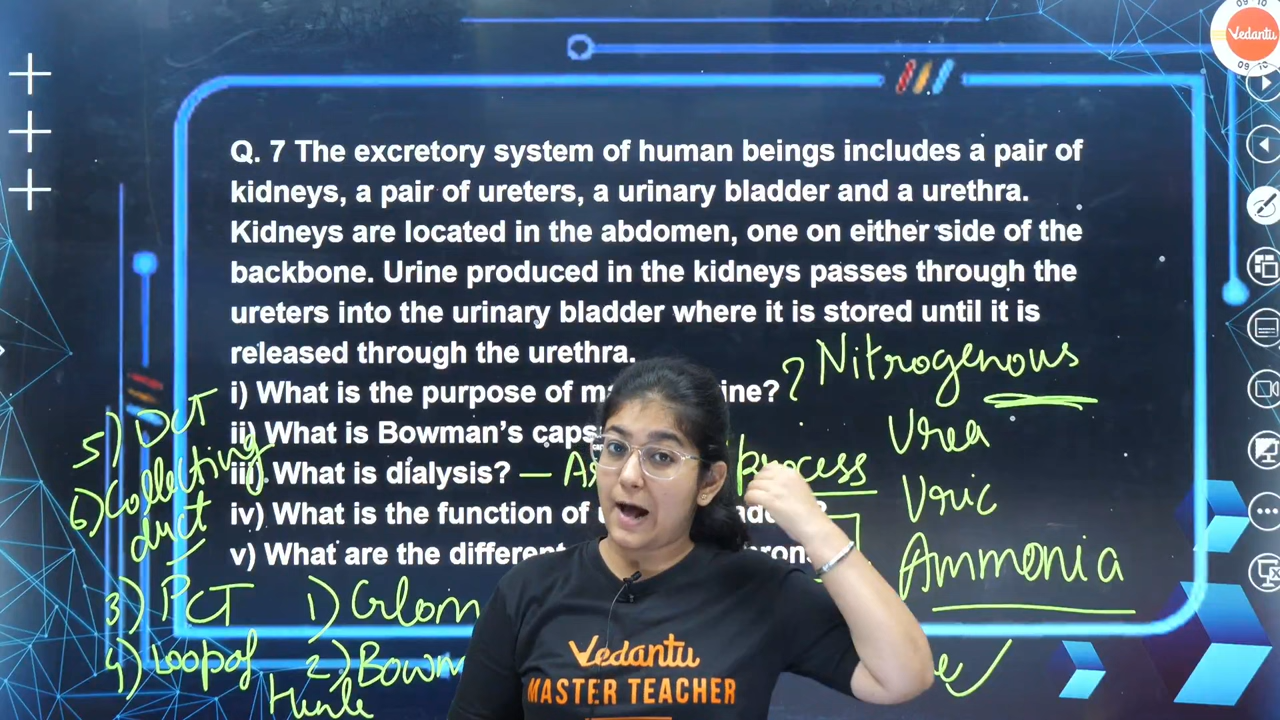 Vedantu
Q. 7 The excretory system of human beings includes a pair of
kidneys, a pair of ureters, a urinary bladder and a urethra.
Kidneys are located in the abdomen, one on either side of the
backbone. Urine produced in the kidneys passes through the
ureters into the urinary bladder where it is stored until it is
released through the urethra.
i) What is the purpose of ? Nitrogenous
ii) What is Bowman's Urea
iii). What is dialysis? – process
iv) What is the function of Uric
v) What are the Ammonia
5) DCT
6) Collecting
duct
3) PCT 1)
4) Loop of 2)
Henle
Vedantu
MASTER TEACHER